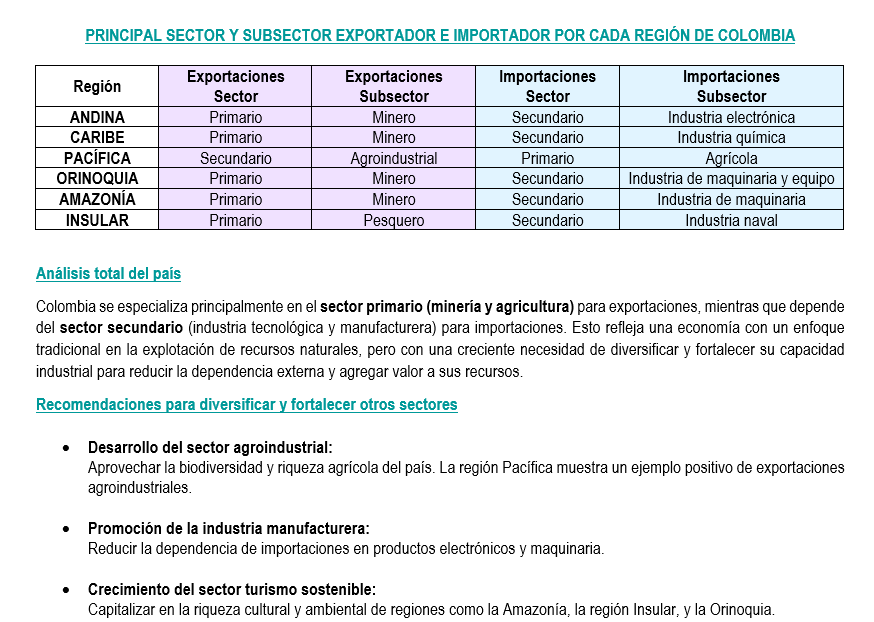 PRINCIPAL SECTOR Y SUBSECTOR EXPORTADOR E IMPORTADOR POR CADA REGIÓN DE COLOMBIA
Región Exportaciones Sector Exportaciones Subsector Importaciones Sector Importaciones Subsector
ANDINA Primario Minero Secundario Industria electrónica
CARIBE Primario Minero Secundario Industria química
PACÍFICA Secundario Agroindustrial Primario Agrícola
ORINOQUIA Primario Minero Secundario Industria de maquinaria y equipo
AMAZONÍA Primario Minero Secundario Industria de maquinaria
INSULAR Primario Pesquero Secundario Industria naval
Análisis total del país
Colombia se especializa principalmente en el sector primario (minería y agricultura) para exportaciones, mientras que depende
del sector secundario (industria tecnológica y manufacturera) para importaciones. Esto refleja una economía con un enfoque
tradicional en la explotación de recursos naturales, pero con una creciente necesidad de diversificar y fortalecer su capacidad
industrial para reducir la dependencia externa y agregar valor a sus recursos.
Recomendaciones para diversificar y fortalecer otros sectores
• Desarrollo del sector agroindustrial:
Aprovechar la biodiversidad y riqueza agrícola del país. La región Pacífica muestra un ejemplo positivo de exportaciones
agroindustriales.
• Promoción de la industria manufacturera:
Reducir la dependencia de importaciones en productos electrónicos y maquinaria.
• Crecimiento del sector turismo sostenible:
Capitalizar en la riqueza cultural y ambiental de regiones como la Amazonía, la región Insular, y la Orinoquia.